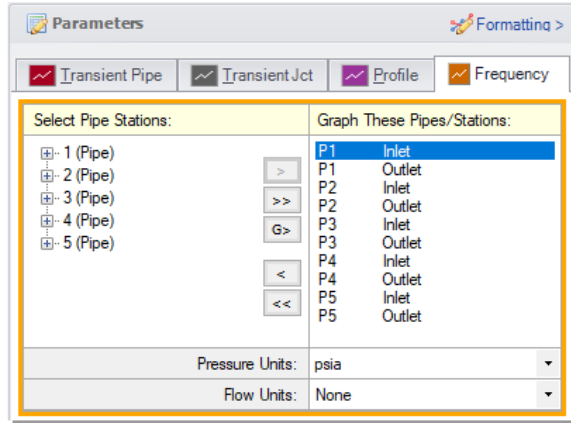 Parameters Formatting >
Transient Pipe Transient Jct Profile Frequency
Select Pipe Stations: Graph These Pipes/Stations:
1 (Pipe)
2 (Pipe)
3 (Pipe)
4 (Pipe)
5 (Pipe)
>
>>
G>
<
<<
P1 Inlet
P1 Outlet
P2 Inlet
P2 Outlet
P3 Inlet
P3 Outlet
P4 Inlet
P4 Outlet
P5 Inlet
P5 Outlet
Pressure Units: psia
Flow Units: None